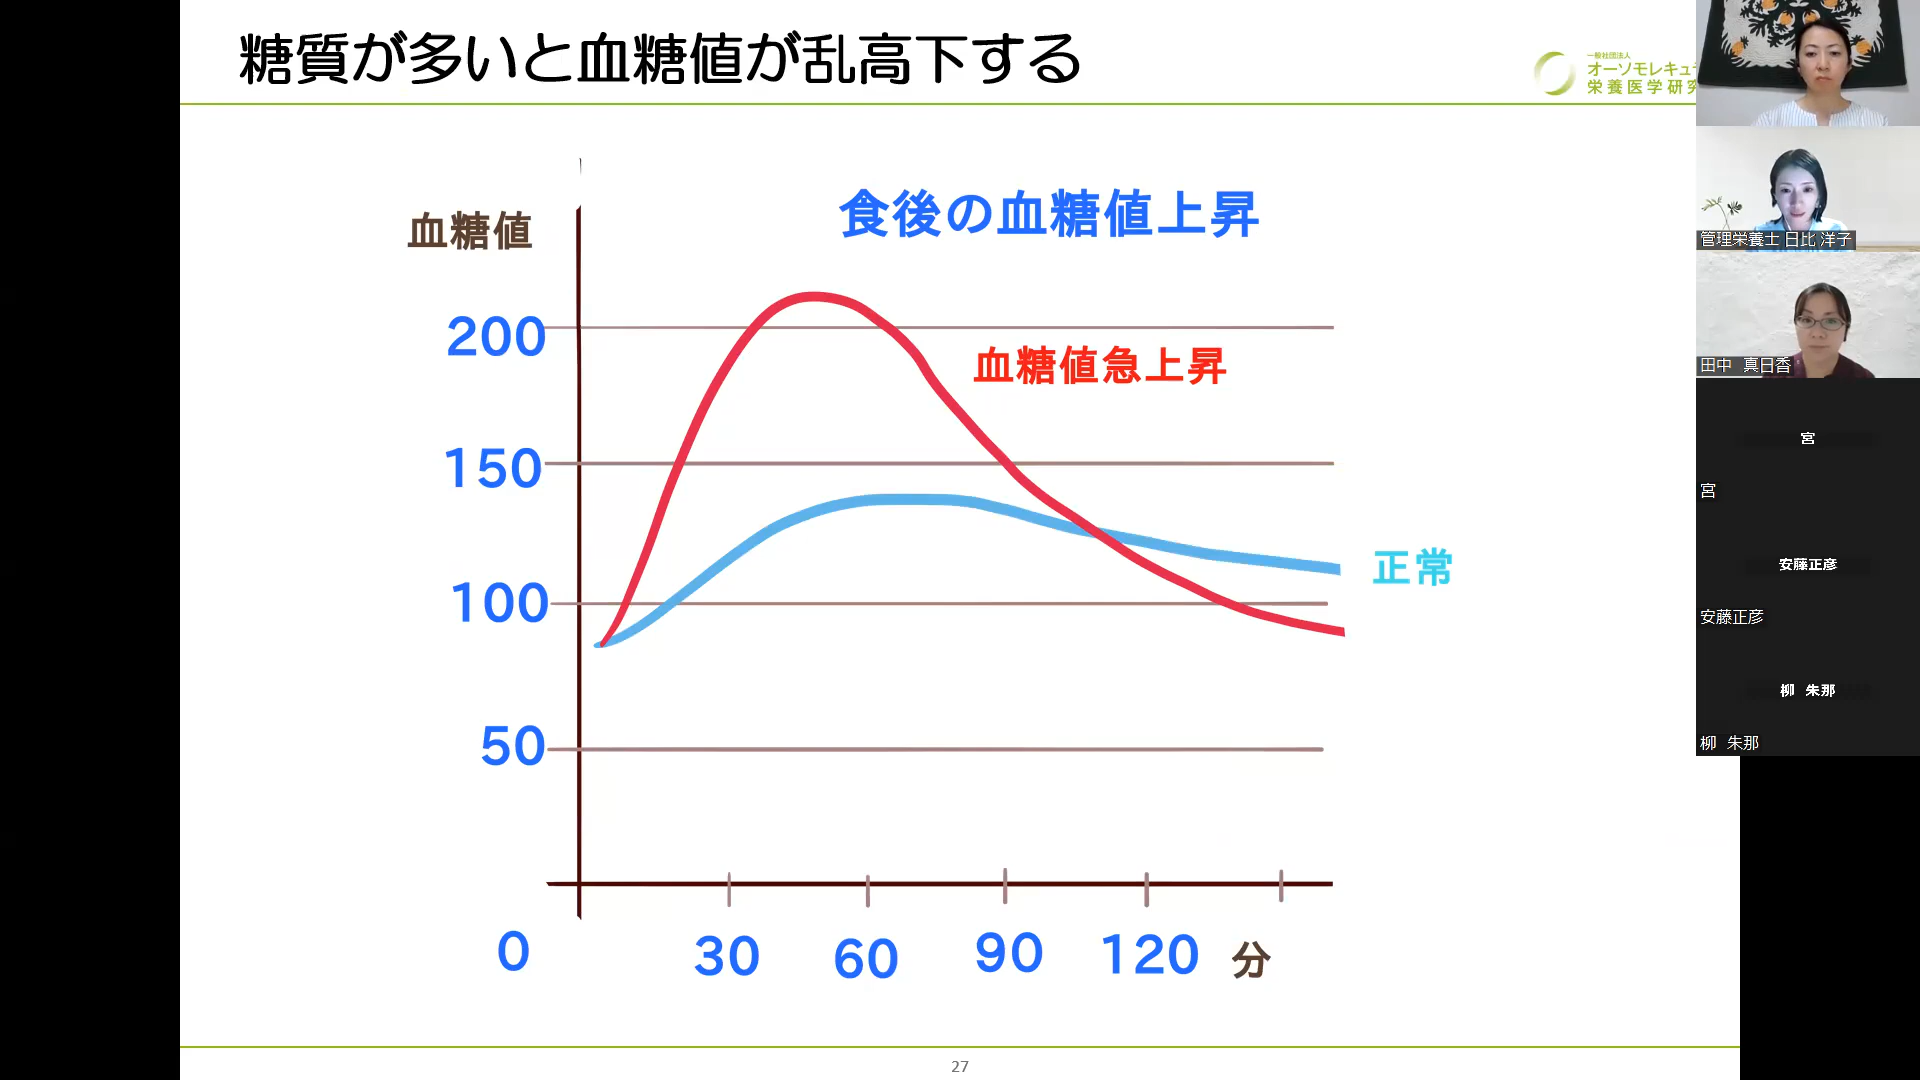 糖質が多いと血糖値が乱高下する
一般社団法人
オーソモレキュ
栄養医学研究
食後の血糖値上昇
血糖値
200
血糖値急上昇
150
正常
100
50
0
30
60
90
120
分
27
管理栄養士 日比 洋子
田中 真日香
宮
宮
安藤正彦
安藤正彦
柳 朱那
柳 朱那